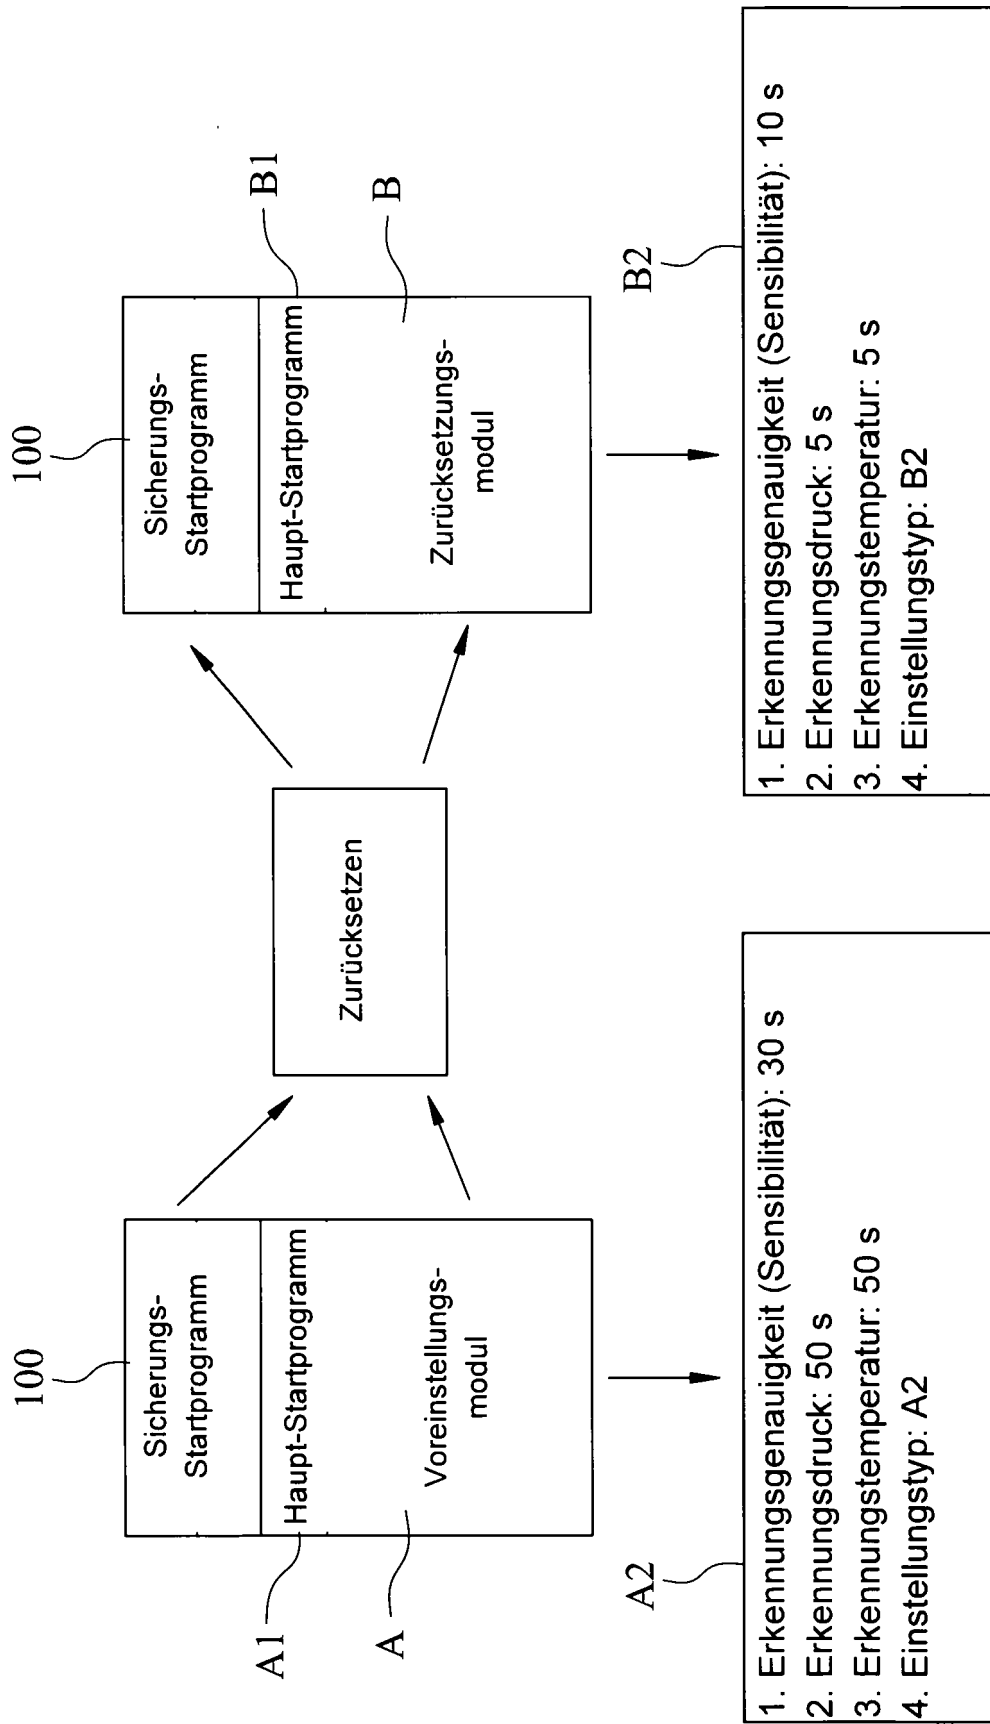 100
Sicherungs-
Startprogramm
A1
Haupt-Startprogramm
A
Voreinstellungs-
modul
A2
1. Erkennungsgenauigkeit (Sensibilität): 30 s
2. Erkennungsdruck: 50 s
3. Erkennungstemperatur: 50 s
4. Einstellungstyp: A2
Zurücksetzen
100
Sicherungs-
Startprogramm
Haupt-Startprogramm
B1
Zurücksetzungs-
modul
B
B2
1. Erkennungsgenauigkeit (Sensibilität): 10 s
2. Erkennungsdruck: 5 s
3. Erkennungstemperatur: 5 s
4. Einstellungstyp: B2